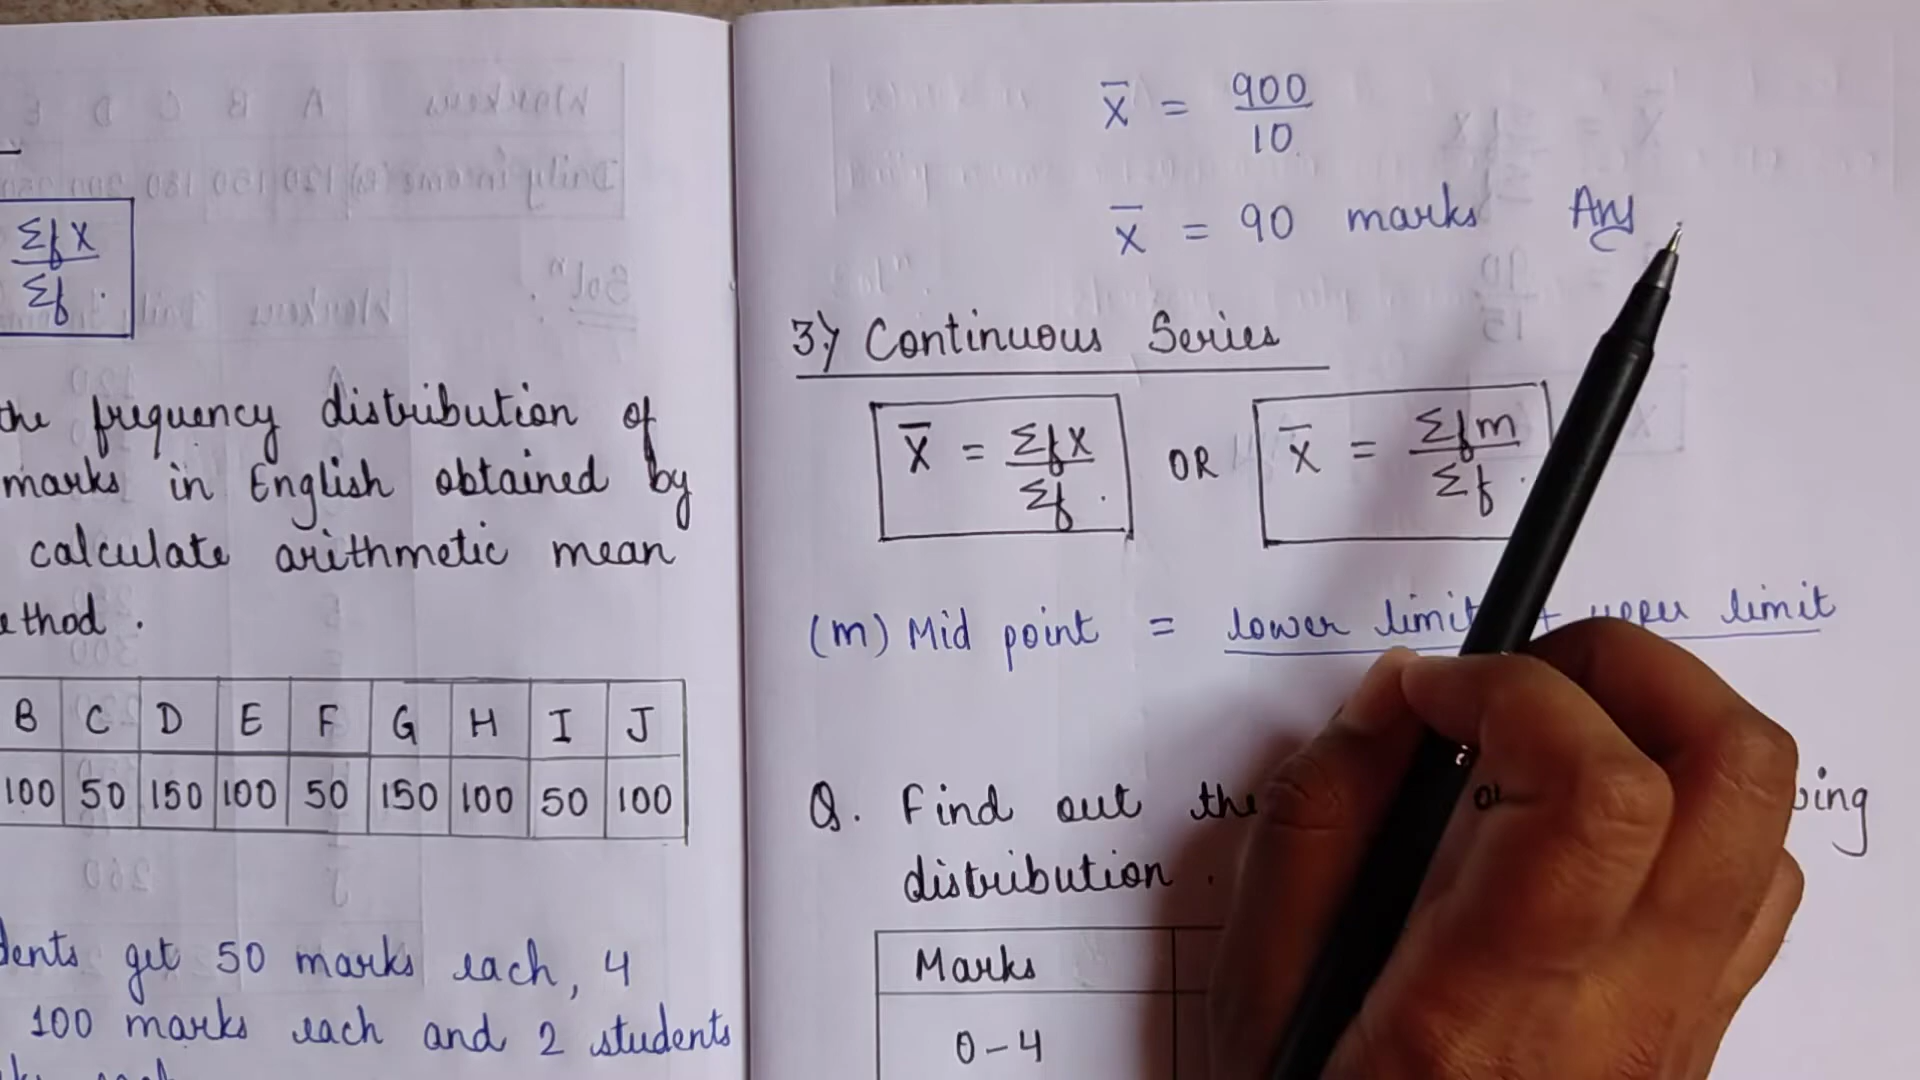 Σfx
Σf.
the frequency distribution of
marks in English obtained by
calculate arithmetic mean
ethod.
B C D E F G H I J
100 50 150 100 50 150 100 50 100
dents get 50 marks each, 4
100 marks each and 2 students
x̄ = 900
10
x̄ = 90 marks Ans
3.) Continuous Series
x̄ = Σfx OR x̄ = Σfm
Σf. Σf.
(m) Mid point = lower limit + upper limit
Q. Find out the
distribution.
Marks
0-4